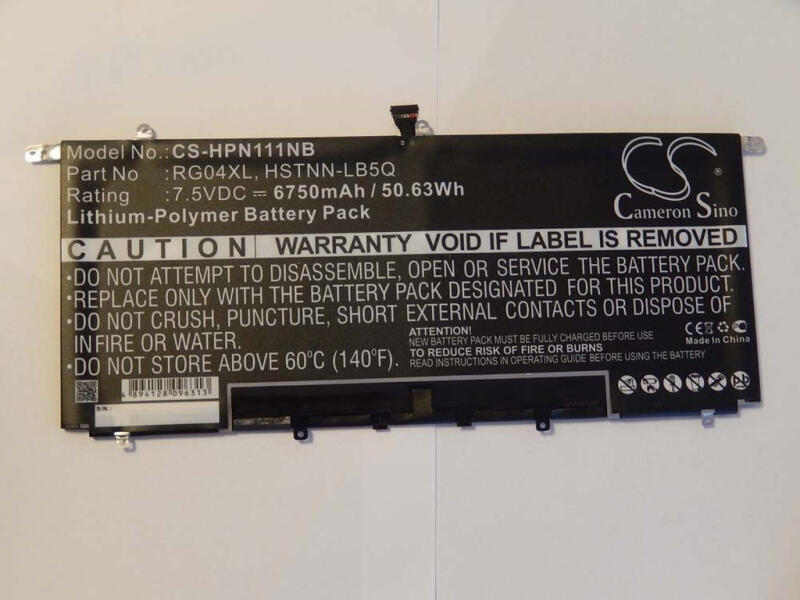 Model No.: CS-HPN111NB
Part No : RG04XL, HSTNN-LB5Q
Rating : 7.5VDC 6750mAh / 50.63Wh
Lithium-Polymer Battery Pack
CS
Cameron Sino
CAUTION WARRANTY VOID IF LABEL IS REMOVED
•DO NOT ATTEMPT TO DISASSEMBLE, OPEN OR SERVICE THE BATTERY PACK.
•REPLACE ONLY WITH THE BATTERY PACK DESIGNATED FOR THIS PRODUCT.
•DO NOT CRUSH, PUNCTURE, SHORT EXTERNAL CONTACTS OR DISPOSE OF
IN FIRE OR WATER.
•DO NOT STORE ABOVE 60°C (140°F).
ATTENTION!
NEW BATTERY PACK MUST BE FULLY CHARGED BEFORE USE
TO REDUCE RISK OF FIRE OR BURNS
PLEASE READ INSTRUCTIONS IN OPERATING GUIDE BEFORE USING THE BATTERY
CE
Made In China
4894128096313
S/N.: